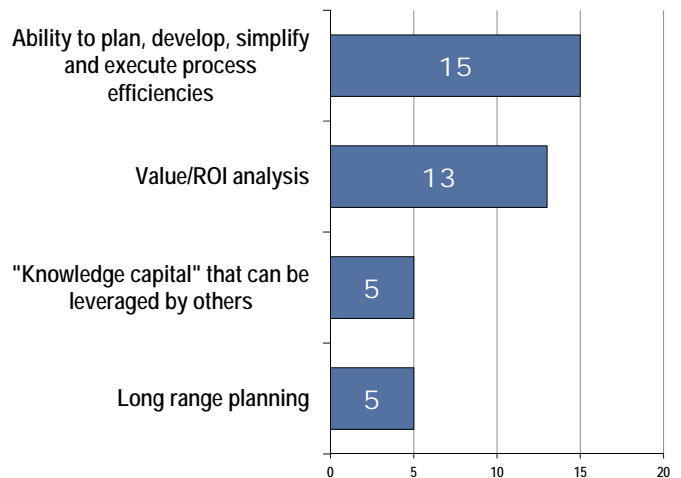 Ability to plan, develop, simplify
and execute process
efficiencies
15
Value/ROI analysis
13
"Knowledge capital" that can be
leveraged by others
5
Long range planning
5
0 5 10 15 20